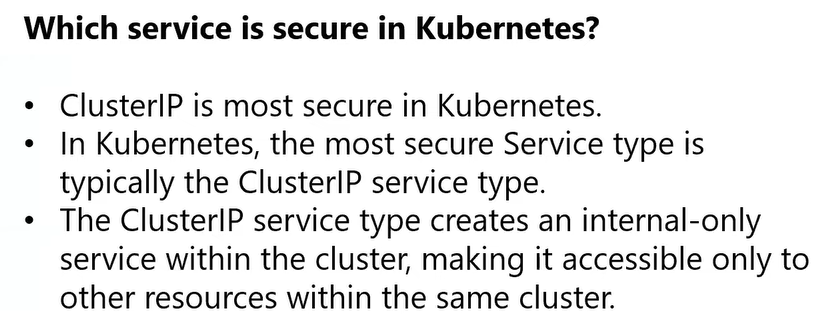 Which service is secure in Kubernetes?
• ClusterIP is most secure in Kubernetes.
• In Kubernetes, the most secure Service type is
typically the ClusterIP service type.
• The ClusterIP service type creates an internal-only
service within the cluster, making it accessible only to
other resources within the same cluster.